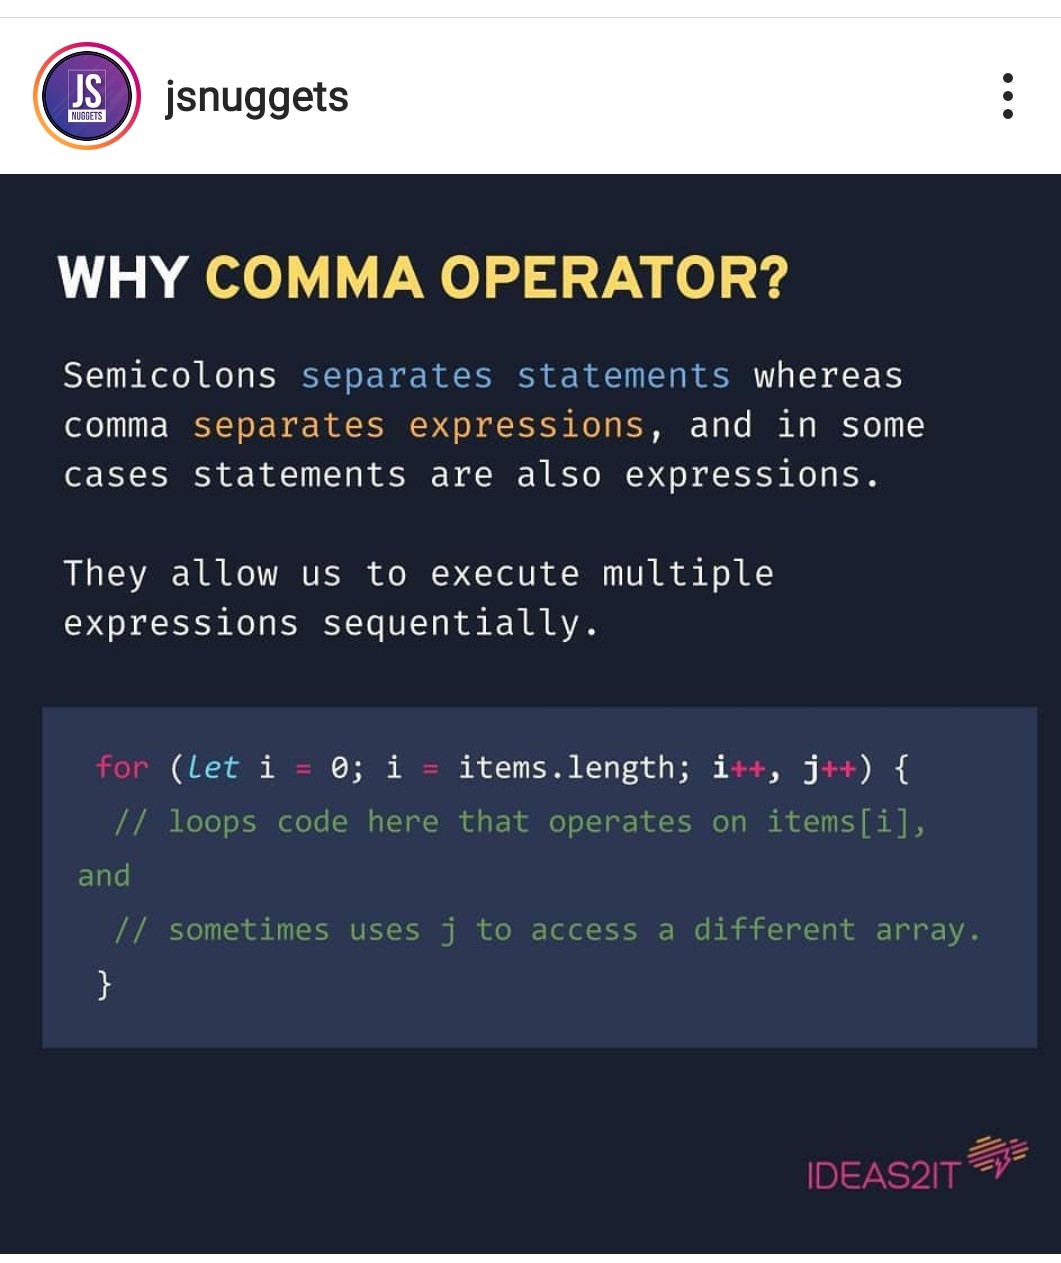 JS
NUGGETS
jsnuggets
WHY COMMA OPERATOR?
Semicolons separates statements whereas
comma separates expressions, and in some
cases statements are also expressions.
They allow us to execute multiple
expressions sequentially.
for (let i = 0; i = items.length; i++, j++) {
// loops code here that operates on items[i],
and
// sometimes uses j to access a different array.
}
IDEAS2IT